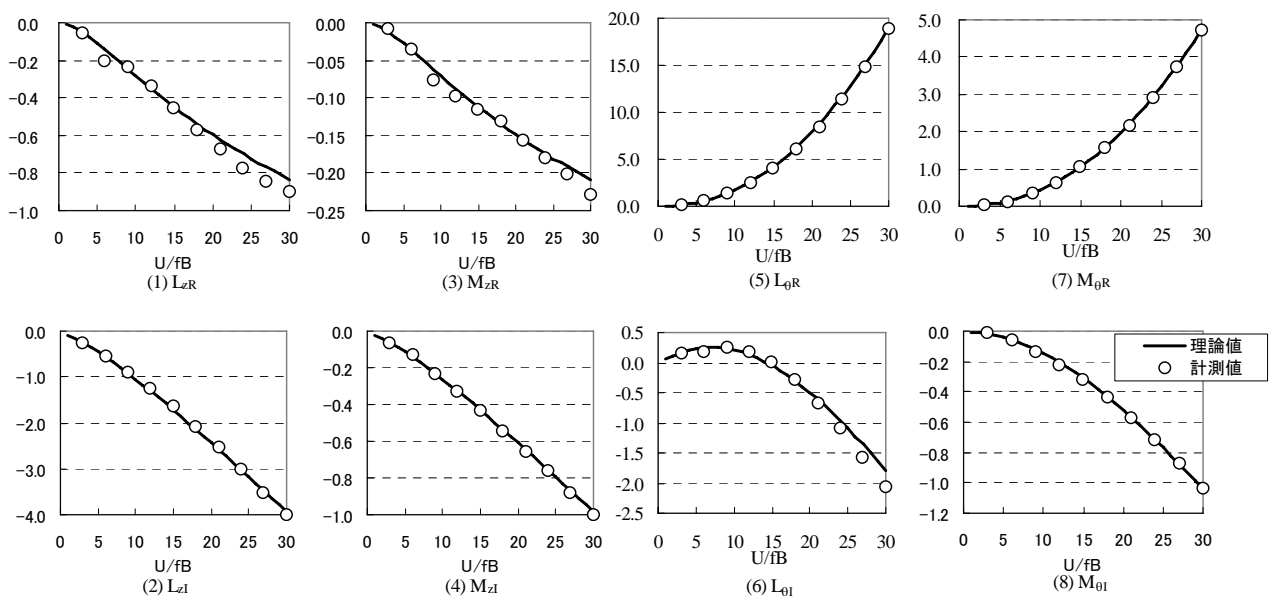 0.0
−0.2
−0.4
−0.6
−0.8
−1.0
0 5 10 15 20 25 30
U/fB
(1) LzR
0.00
−0.05
−0.10
−0.15
−0.20
−0.25
0 5 10 15 20 25 30
U/fB
(3) MzR
20.0
15.0
10.0
5.0
0.0
0 5 10 15 20 25 30
U/fB
(5) LθR
5.0
4.0
3.0
2.0
1.0
0.0
0 5 10 15 20 25 30
U/fB
(7) MθR
0.0
−1.0
−2.0
−3.0
−4.0
0 5 10 15 20 25 30
U/fB
(2) LzI
0.0
−0.2
−0.4
−0.6
−0.8
−1.0
0 5 10 15 20 25 30
U/fB
(4) MzI
0.5
0.0
-0.5
-1.0
-1.5
-2.0
-2.5
0 5 10 15 20 25 30
U/fB
(6) LθI
0.0
−0.2
−0.4
−0.6
−0.8
−1.0
−1.2
0 5 10 15 20 25 30
U/fB
(8) MθI
理論値
計測値